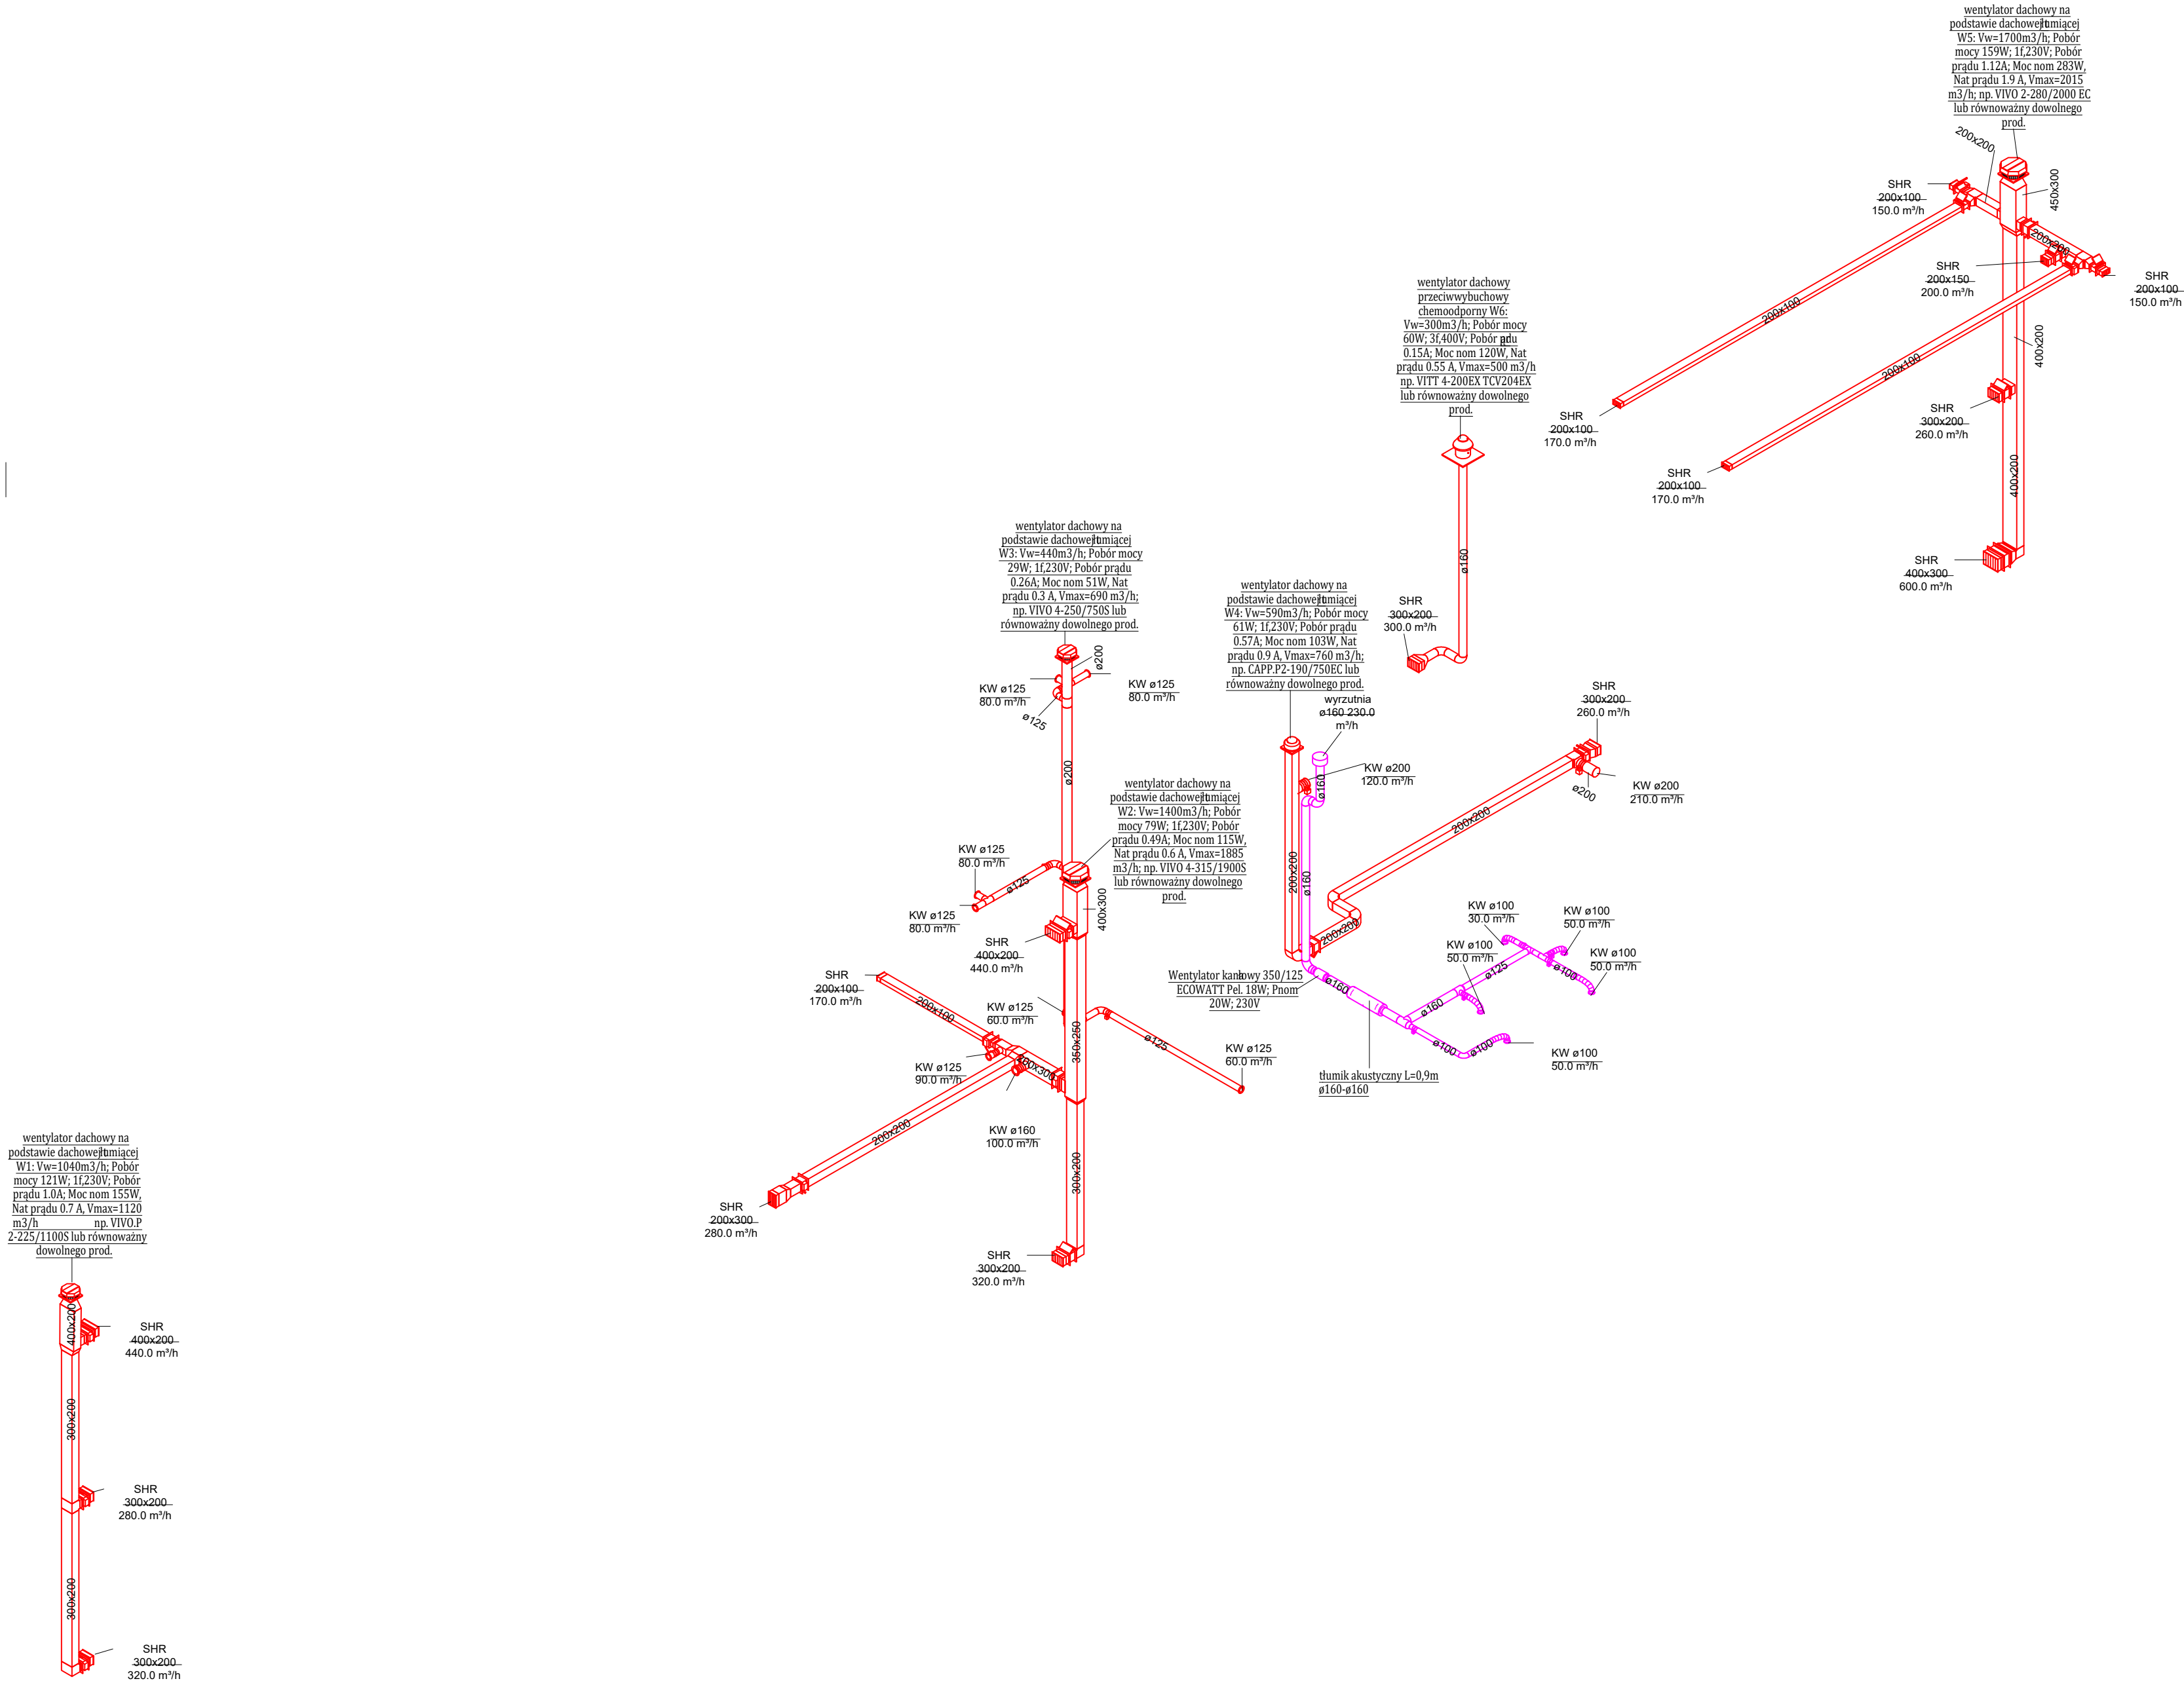 wentylator dachowy na
podstawie dachowej tłumiącej
W5: Vw=1700m3/h; Pobór
mocy 159W; 1f,230V; Pobór
prądu 1.12A; Moc nom 283W,
Nat prądu 1.9 A, Vmax=2015
m3/h; np. VIVO 2-280/2000 EC
lub równoważny dowolnego
prod.
200x200
450x300
SHR
200x100
150.0 m³/h
200x200
SHR
200x150
200.0 m³/h
SHR
200x100
150.0 m³/h
200x100
200x100
400x200
SHR
200x100
170.0 m³/h
SHR
300x200
260.0 m³/h
SHR
200x100
170.0 m³/h
400x200
SHR
400x300
600.0 m³/h
wentylator dachowy
przeciwwybuchowy
chemoodporny W6:
Vw=300m3/h; Pobór mocy
60W; 3f,400V; Pobór prądu
0.15A; Moc nom 120W, Nat
prądu 0.55 A, Vmax=500 m3/h
np. VITT 4-200EX TCV204EX
lub równoważny dowolnego
prod.
ø160
SHR
300x200
300.0 m³/h
wentylator dachowy na
podstawie dachowej tłumiącej
W3: Vw=440m3/h; Pobór mocy
29W; 1f,230V; Pobór prądu
0.26A; Moc nom 51W, Nat
prądu 0.3 A, Vmax=690 m3/h;
np. VIVO 4-250/750S lub
równoważny dowolnego prod.
ø200
KW ø125
80.0 m³/h
KW ø125
80.0 m³/h
ø125
ø200
KW ø125
80.0 m³/h
ø125
KW ø125
80.0 m³/h
wentylator dachowy na
podstawie dachowej tłumiącej
W4: Vw=590m3/h; Pobór mocy
61W; 1f,230V; Pobór prądu
0.57A; Moc nom 103W, Nat
prądu 0.9 A, Vmax=760 m3/h;
np. CAPP.P2-190/750EC lub
równoważny dowolnego prod.
wyrzutnia
ø160 230.0
m³/h
KW ø200
120.0 m³/h
ø160
SHR
300x200
260.0 m³/h
KW ø200
210.0 m³/h
ø200
200x200
200x200
ø160
200x200
wentylator dachowy na
podstawie dachowej tłumiącej
W2: Vw=1400m3/h; Pobór
mocy 79W; 1f,230V; Pobór
prądu 0.49A; Moc nom 115W,
Nat prądu 0.6 A, Vmax=1885
m3/h; np. VIVO 4-315/1900S
lub równoważny dowolnego
prod.
400x300
SHR
400x200
440.0 m³/h
SHR
200x100
170.0 m³/h
200x100
KW ø125
60.0 m³/h
350x250
ø125
KW ø125
60.0 m³/h
KW ø125
90.0 m³/h
200x300
KW ø160
100.0 m³/h
200x200
300x200
SHR
200x300
280.0 m³/h
SHR
300x200
320.0 m³/h
Wentylator kanałowy 350/125
ECOWATT Pel. 18W; Pnom
20W; 230V
ø160
KW ø100
30.0 m³/h
KW ø100
50.0 m³/h
KW ø100
50.0 m³/h
KW ø100
50.0 m³/h
ø125
ø100
ø160
ø100
ø100
KW ø100
50.0 m³/h
tłumik akustyczny L=0,9m
ø160-ø160
wentylator dachowy na
podstawie dachowej tłumiącej
W1: Vw=1040m3/h; Pobór
mocy 121W; 1f,230V; Pobór
prądu 1.0A; Moc nom 155W,
Nat prądu 0.7 A, Vmax=1120
m3/h np. VIVO.P
2-225/1100S lub równoważny
dowolnego prod.
400x200
SHR
400x200
440.0 m³/h
300x200
SHR
300x200
280.0 m³/h
300x200
SHR
300x200
320.0 m³/h